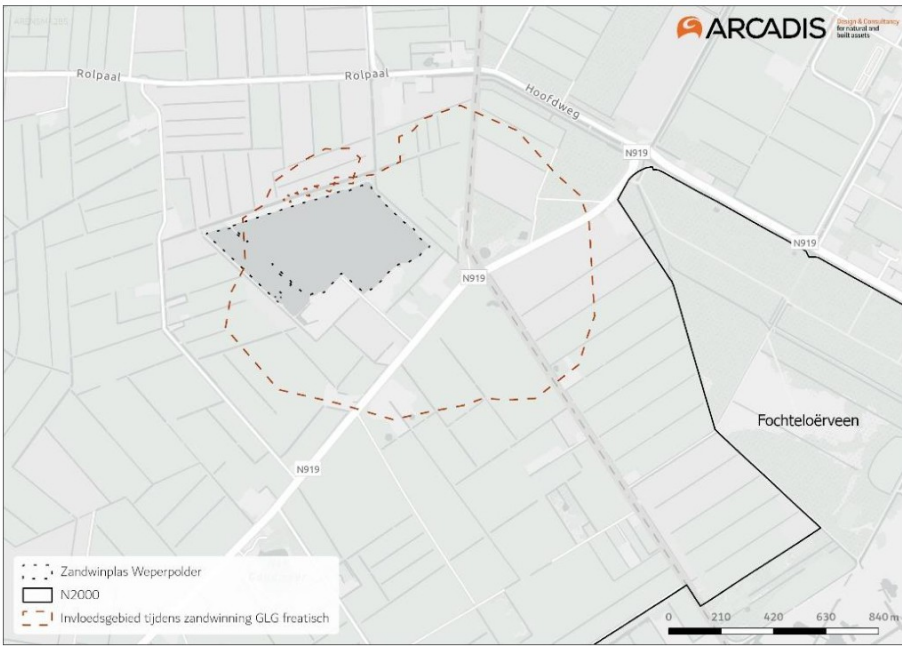 ARCADIS
Design & Consultancy
for natural and
built assets
Rolpaal
Rolpaal
Hoofdweg
N919
N919
N919
Fochteloërveen
N919
Zandwinplas Weperpolder
N2000
Invloedsgebied tijdens zandwinning GLG freatisch
0 210 420 630 840 m